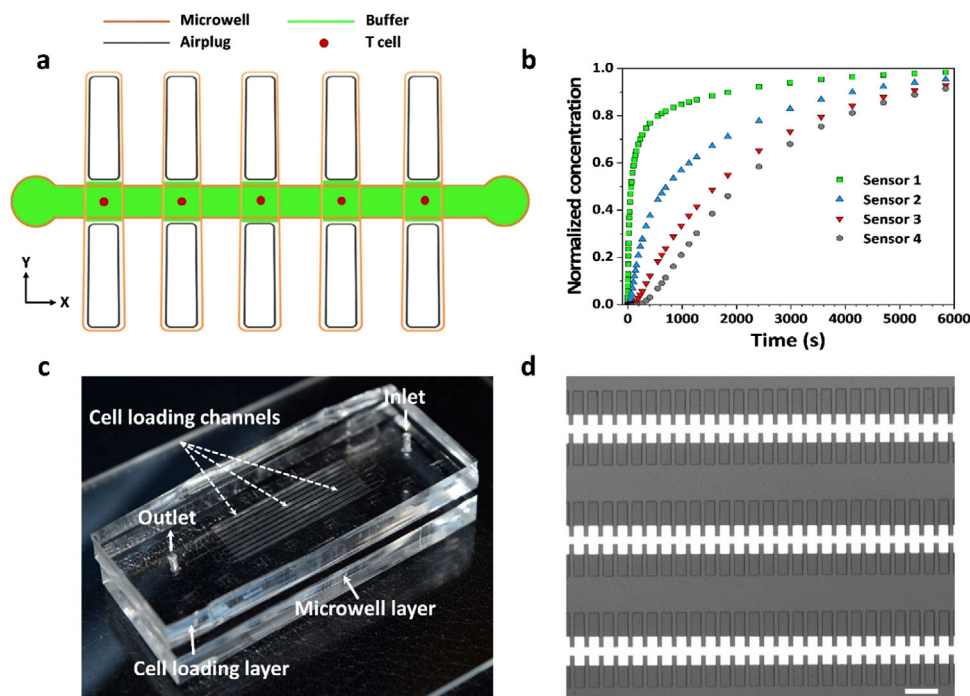 Microwell
Buffer
Airplug
T cell
a
Y
X
b
1.0
0.8
0.6
0.4
0.2
0.0
Normalized concentration
Sensor 1
Sensor 2
Sensor 3
Sensor 4
0 1000 2000 3000 4000 5000 6000
Time (s)
c
Cell loading channels
Inlet
Outlet
Microwell layer
Cell loading layer
d